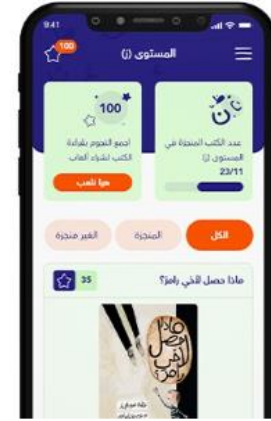 9:41
المستوى (ز)
100
عدد الكتب المنجزة في
المستوى (ز)
23/11
100
اجمع النجوم بقراءة
الكتب لشراء ألعاب
هيا نلعب
الكل
المنجزة
الغير منجزة
ماذا حصل لأخي رامز؟
35
ماذا
حصل
لأخي
رامز؟